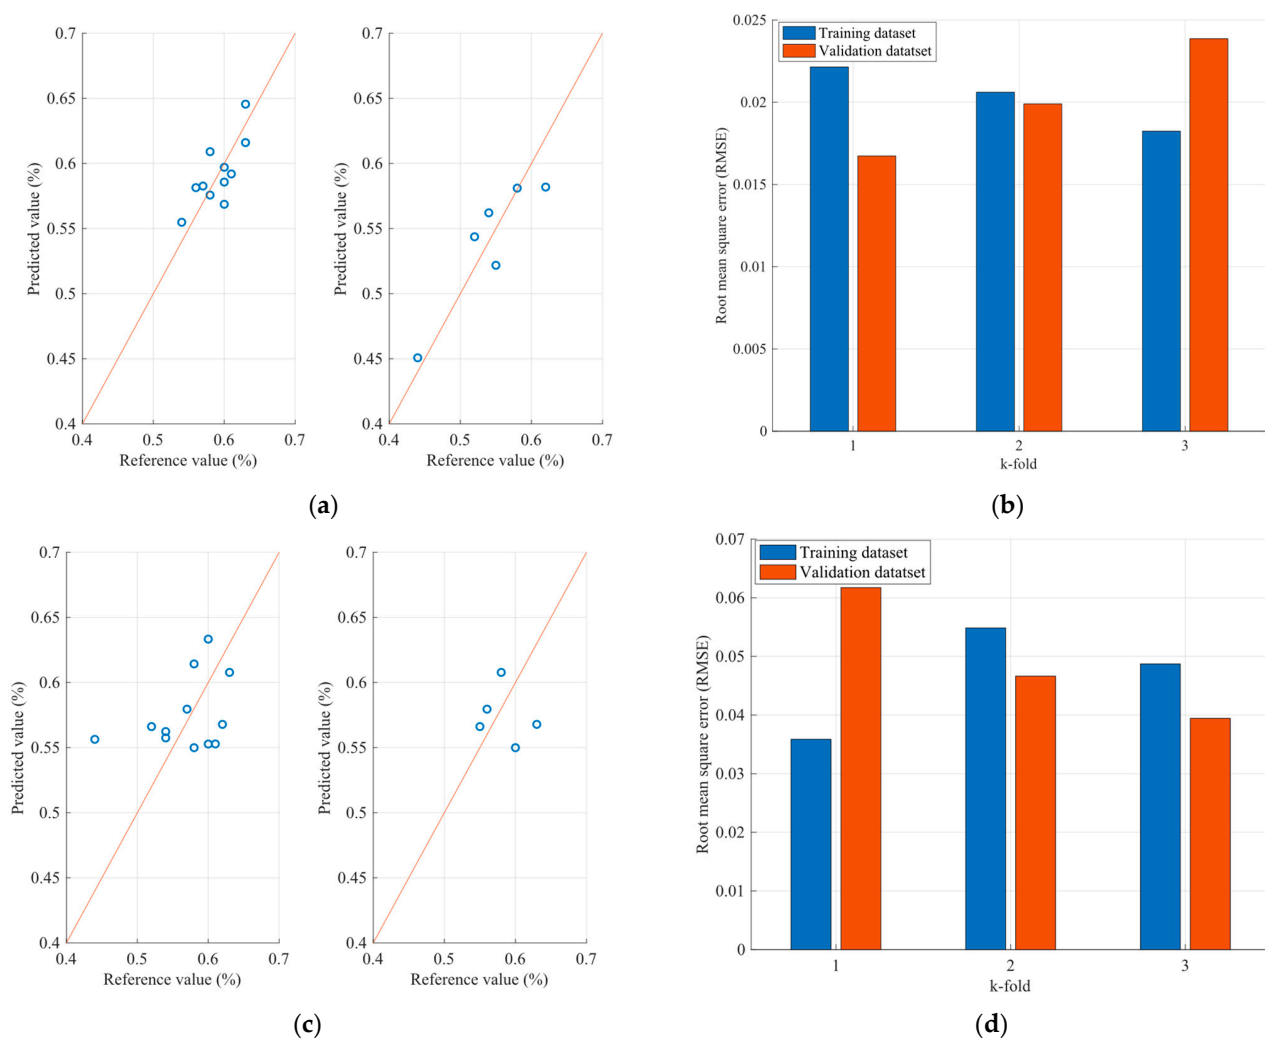 0.7
0.65
0.6
0.55
0.5
0.45
0.4
Predicted value (%)
0.4 0.5 0.6 0.7
Reference value (%)
0.7
0.65
0.6
0.55
0.5
0.45
0.4
Predicted value (%)
0.4 0.5 0.6 0.7
Reference value (%)
(a)
0.025
0.02
0.015
0.01
0.005
0
Root mean square error (RMSE)
Training dataset
Validation datatset
1 2 3
k-fold
(b)
0.7
0.65
0.6
0.55
0.5
0.45
0.4
Predicted value (%)
0.4 0.5 0.6 0.7
Reference value (%)
0.7
0.65
0.6
0.55
0.5
0.45
0.4
Predicted value (%)
0.4 0.5 0.6 0.7
Reference value (%)
(c)
0.07
0.06
0.05
0.04
0.03
0.02
0.01
0
Root mean square error (RMSE)
Training dataset
Validation datatset
1 2 3
k-fold
(d)